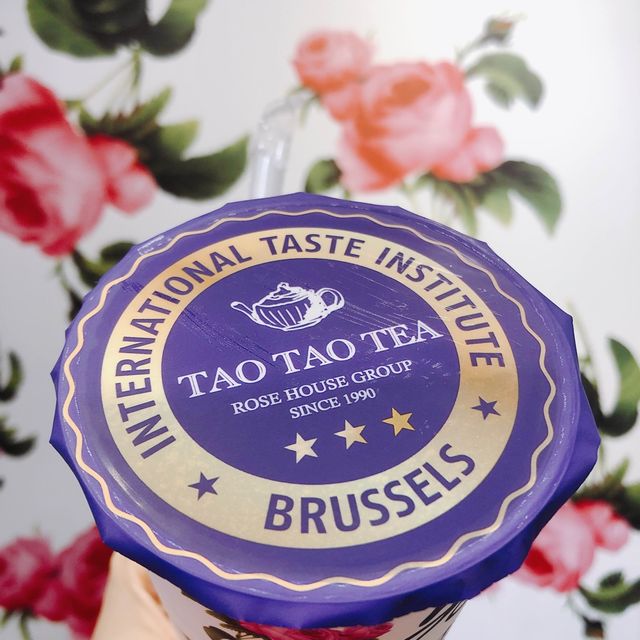 INTERNATIONAL TASTE INSTITUTE
TAO TAO TEA
ROSE HOUSE GROUP
SINCE 1990
BRUSSELS